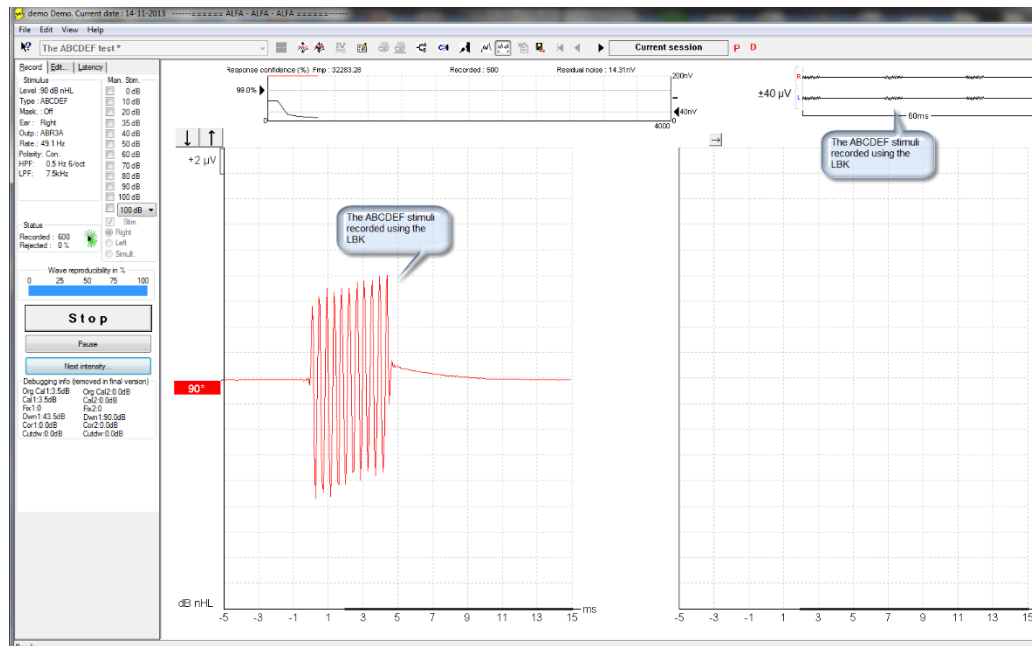 demo Demo. Current date : 14-11-2013 ------====== ALFA - ALFA - ALFA ======------
File Edit View Help
The ABCDEF test * Current session P D
Record Edit... Latency
Stimulus
Level :90 dB nHL
Type :ABCDEF
Mask. : Off
Ear : Right
Outp.: ABR3A
Rate.: 49.1 Hz
Polarity: Con.
HPF: 0.5 Hz 6/oct
LPF: 7.5kHz
Man. Stim.
0 dB
10 dB
20 dB
35 dB
40 dB
50 dB
60 dB
70 dB
80 dB
90 dB
100 dB
100 dB
Stim.
Right
Left
Simult.
Status
Recorded : 600
Rejected : 0 %
Wave reproducibility in %
0 25 50 75 100
Stop
Pause
Next intensity...
Debugging info (removed in final version)
Org Cal1:3.5dB Org Cal2:0.0dB
Cal1:3.5dB Cal2:0.0dB
Fix1:0 Fix2:0
Dwn1:43.5dB Dwn1:90.0dB
Cor1:0.0dB Cor2:0.0dB
Cutdw:0.0dB
Response confidence (%) Fmp : 32283.28 Recorded : 500 Residual noise : 14.31nV
200nV
99.0%
40nV
0
4000
±40 µV
R
L
60ms
The ABCDEF stimuli
recorded using the
LBK
+2 µV
The ABCDEF stimuli
recorded using the
LBK
90
dB nHL
ms
-5 -3 -1 1 3 5 7 9 11 13 15
-5 -3 -1 1 3 5 7 9 11 13 15